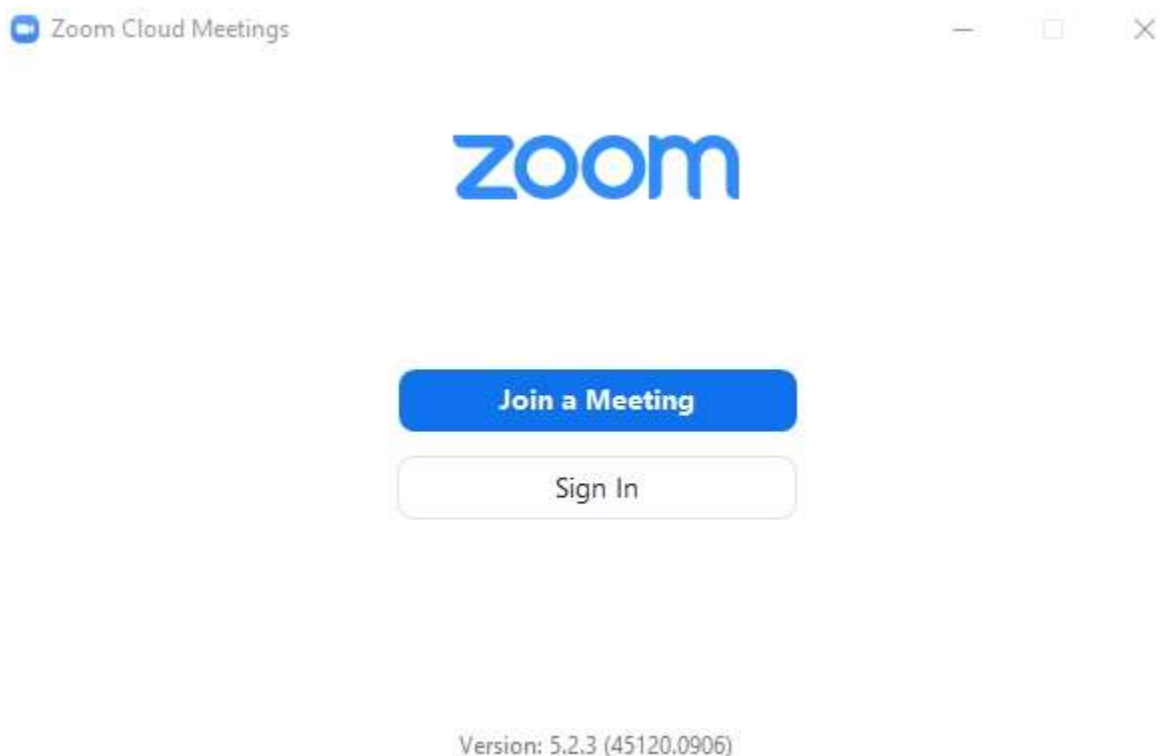 Zoom Cloud Meetings
zoom
Join a Meeting
Sign In
Version: 5.2.3 (45120.0906)